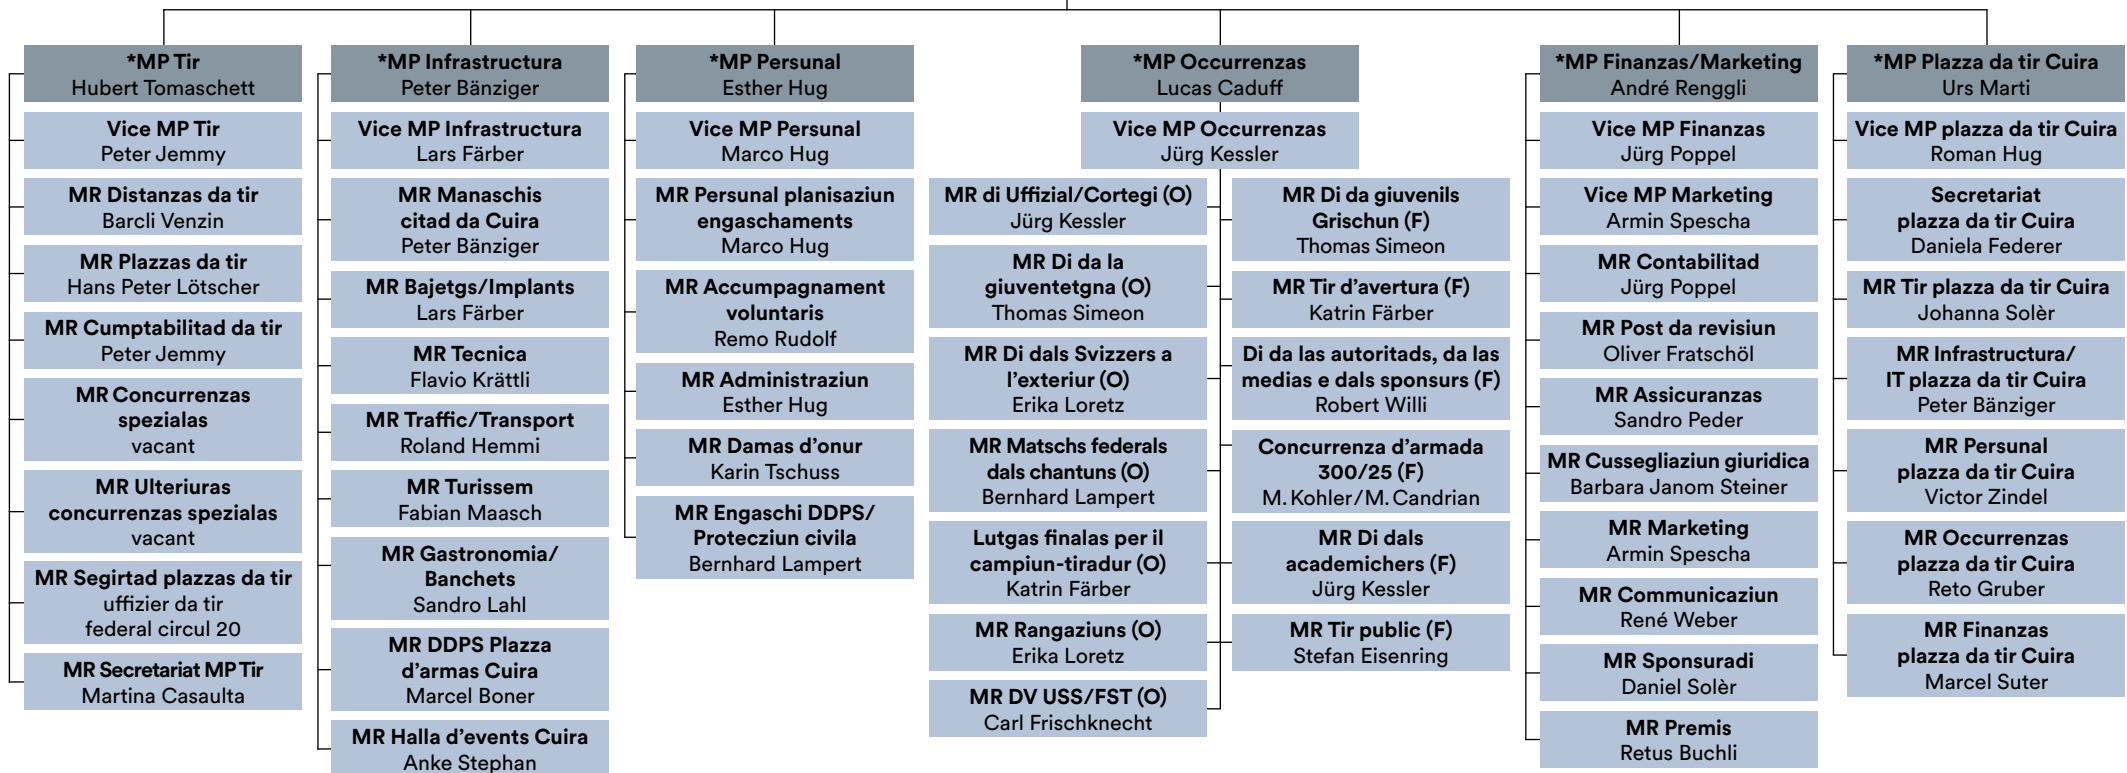 *MP Tir
Hubert Tomaschett
Vice MP Tir
Peter Jemmy
MR Distanzas da tir
Barcli Venzin
MR Plazzas da tir
Hans Peter Lötscher
MR Cumptabilitad da tir
Peter Jemmy
MR Concurrenzas
spezialas
vacant
MR Ulteriuras
concurrenzas spezialas
vacant
MR Segirtad plazzas da tir
uffizier da tir
federal circul 20
MR Secretariat MP Tir
Martina Casaulta
*MP Infrastructura
Peter Bänziger
Vice MP Infrastructura
Lars Färber
MR Manaschis
citad da Cuira
Peter Bänziger
MR Bajetgs/Implants
Lars Färber
MR Tecnica
Flavio Krättli
MR Traffic/Transport
Roland Hemmi
MR Turissem
Fabian Maasch
MR Gastronomia/
Banchets
Sandro Lahl
MR DDPS Plazza
d'armas Cuira
Marcel Boner
MR Halla d'events Cuira
Anke Stephan
*MP Persunal
Esther Hug
Vice MP Persunal
Marco Hug
MR Persunal planisaziun
engaschaments
Marco Hug
MR Accumpagnament
voluntaris
Remo Rudolf
MR Administraziun
Esther Hug
MR Damas d'onur
Karin Tschuss
MR Engaschi DDPS/
Protecziun civila
Bernhard Lampert
*MP Occurrenzas
Lucas Caduff
Vice MP Occurrenzas
Jürg Kessler
MR di Uffizial/Cortegi (O)
Jürg Kessler
MR Di da la
giuventetgna (O)
Thomas Simeon
MR Di dals Svizzers a
l'exteriur (O)
Erika Loretz
MR Matschs federals
dals chantuns (O)
Bernhard Lampert
Lutgas finalas per il
campiun-tiradur (O)
Katrin Färber
MR Rangaziuns (O)
Erika Loretz
MR DV USS/FST (O)
Carl Frischknecht
MR Di da giuvenils
Grischun (F)
Thomas Simeon
MR Tir d'avertura (F)
Katrin Färber
Di da las autoritads, da las
medias e dals sponsurs (F)
Robert Willi
Concurrenza d'armada
300/25 (F)
M. Kohler/M. Candrian
MR Di dals
academichers (F)
Jürg Kessler
MR Tir public (F)
Stefan Eisenring
*MP Finanzas/Marketing
André Renggli
Vice MP Finanzas
Jürg Poppel
Vice MP Marketing
Armin Spescha
MR Contabilitad
Jürg Poppel
MR Post da revisiun
Oliver Fratschöl
MR Assicuranzas
Sandro Peder
MR Cussegliaziun giuridica
Barbara Janom Steiner
MR Marketing
Armin Spescha
MR Communicaziun
René Weber
MR Sponsuradi
Daniel Solèr
MR Premis
Retus Buchli
*MP Plazza da tir Cuira
Urs Marti
Vice MP plazza da tir Cuira
Roman Hug
Secretariat
plazza da tir Cuira
Daniela Federer
MR Tir plazza da tir Cuira
Johanna Solèr
MR Infrastructura/
IT plazza da tir Cuira
Peter Bänziger
MR Persunal
plazza da tir Cuira
Victor Zindel
MR Occurrenzas
plazza da tir Cuira
Reto Gruber
MR Finanzas
plazza da tir Cuira
Marcel Suter